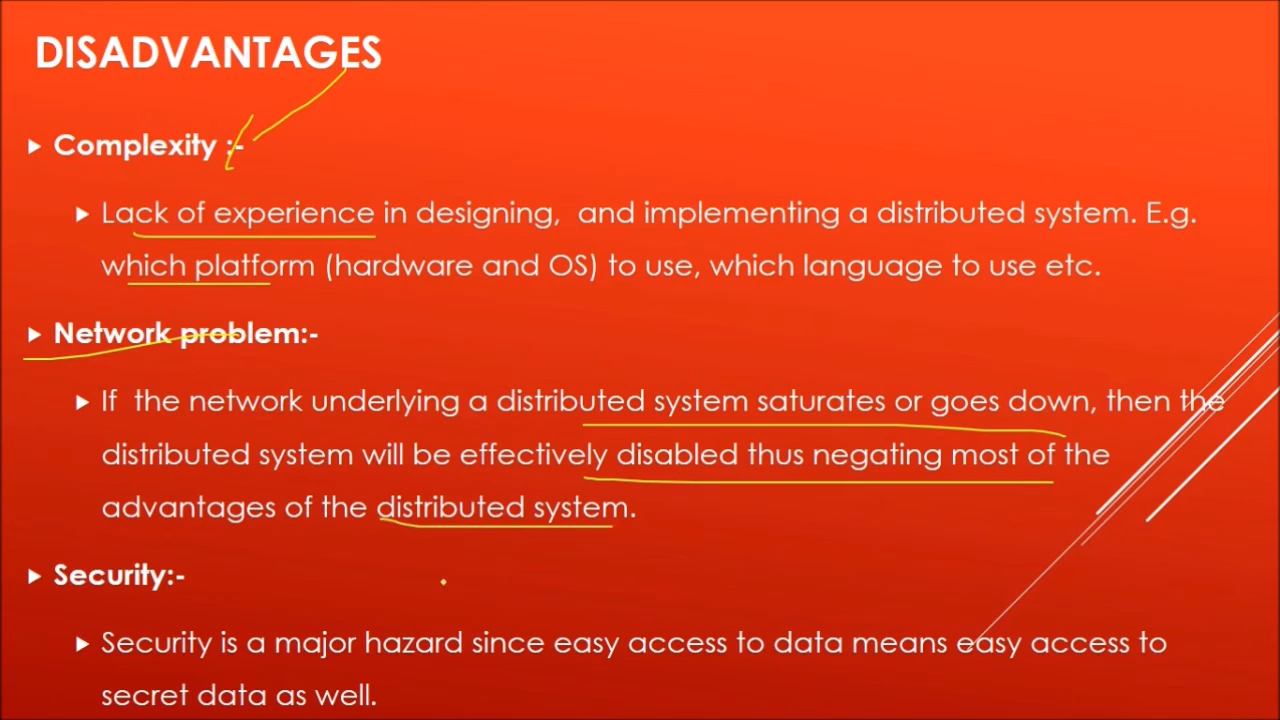 DISADVANTAGES
Complexity :-
Lack of experience in designing, and implementing a distributed system. E.g.
which platform (hardware and OS) to use, which language to use etc.
Network problem:-
If the network underlying a distributed system saturates or goes down, then the
distributed system will be effectively disabled thus negating most of the
advantages of the distributed system.
Security:-
Security is a major hazard since easy access to data means easy access to
secret data as well.